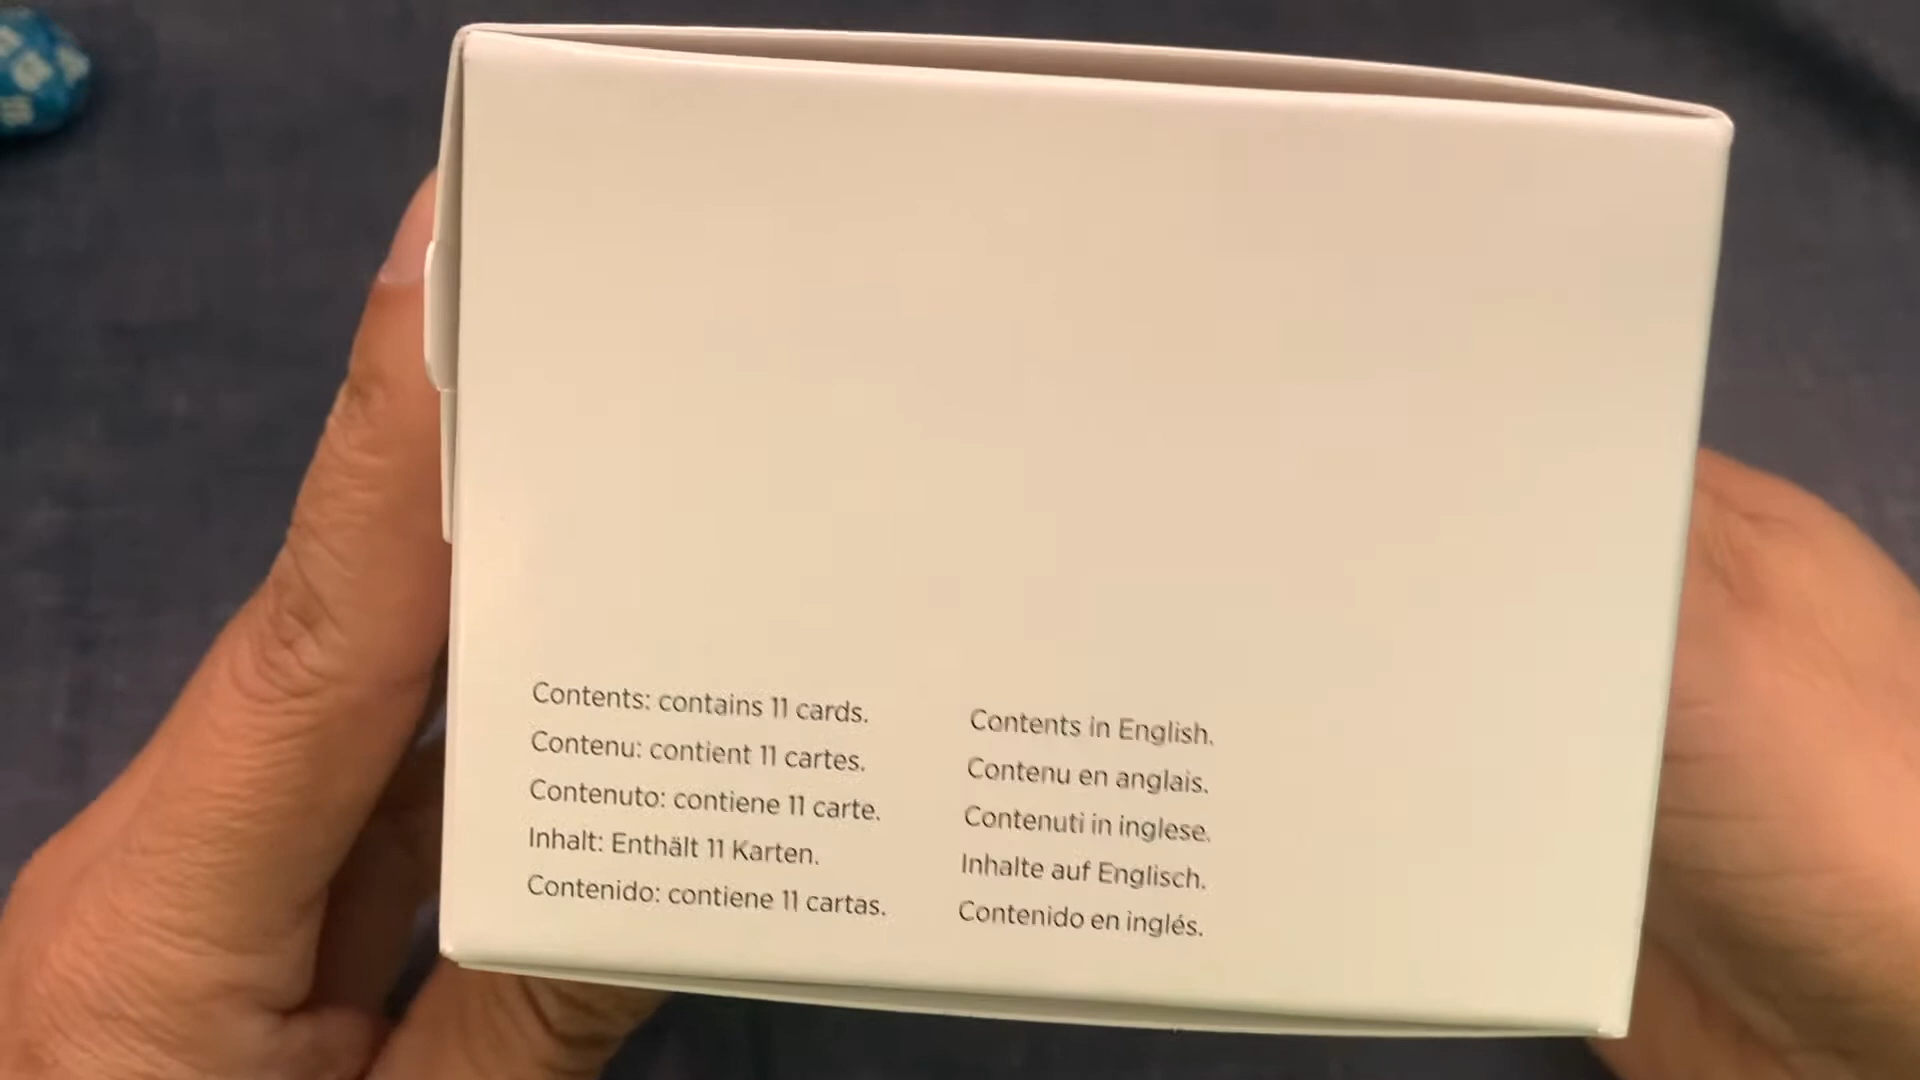 Contents: contains 11 cards.
Contenu: contient 11 cartes.
Contenuto: contiene 11 carte.
Inhalt: Enthält 11 Karten.
Contenido: contiene 11 cartas.
Contents in English.
Contenu en anglais.
Contenuti in inglese.
Inhalte auf Englisch.
Contenido en inglés.